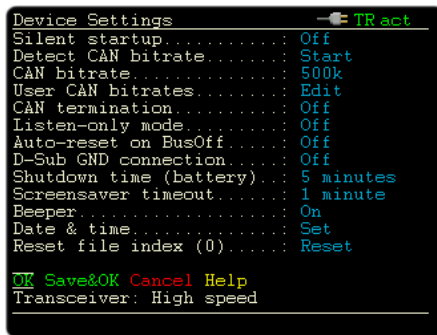 Device Settings TR act
Silent startup............: Off
Detect CAN bitrate........: Start
CAN bitrate...............: 500k
User CAN bitrates.........: Edit
CAN termination...........: Off
Listen-only mode..........: Off
Auto-reset on BusOff......: Off
D-Sub GND connection......: Off
Shutdown time (battery)..: 5 minutes
Screensaver timeout.......: 1 minute
Beeper....................: On
Date & time...............: Set
Reset file index (0)......: Reset
OK Save&OK Cancel Help
Transceiver: High speed